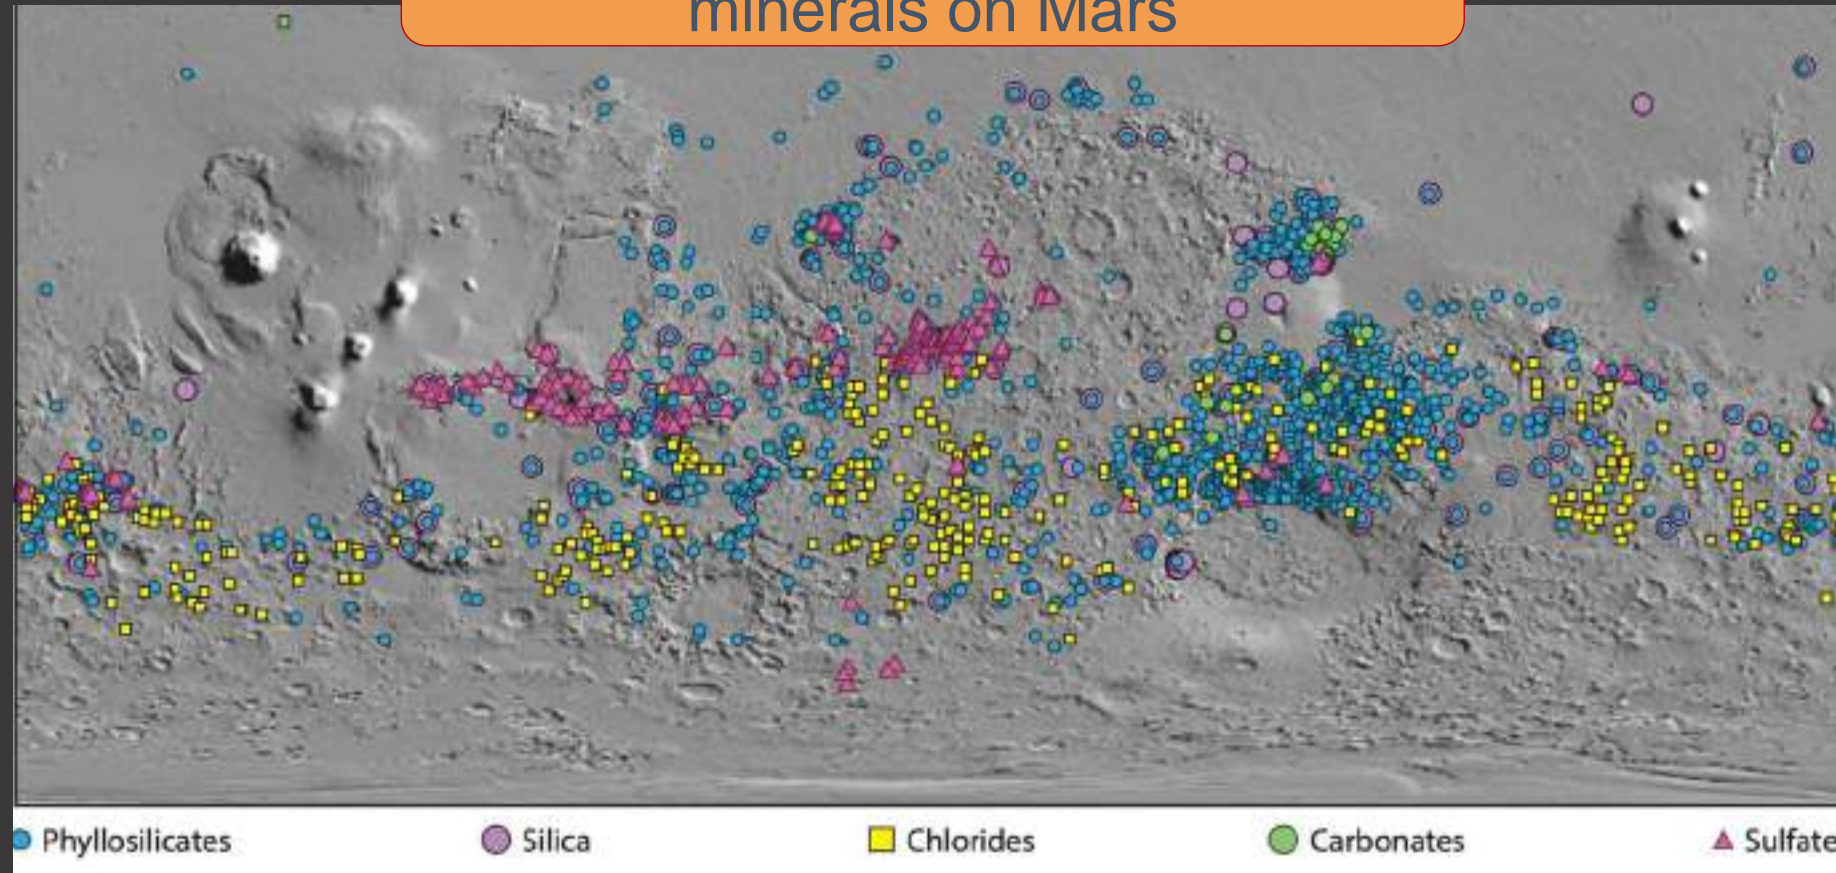 minerals on Mars
Phyllosilicates
Silica
Chlorides
Carbonates
Sulfate